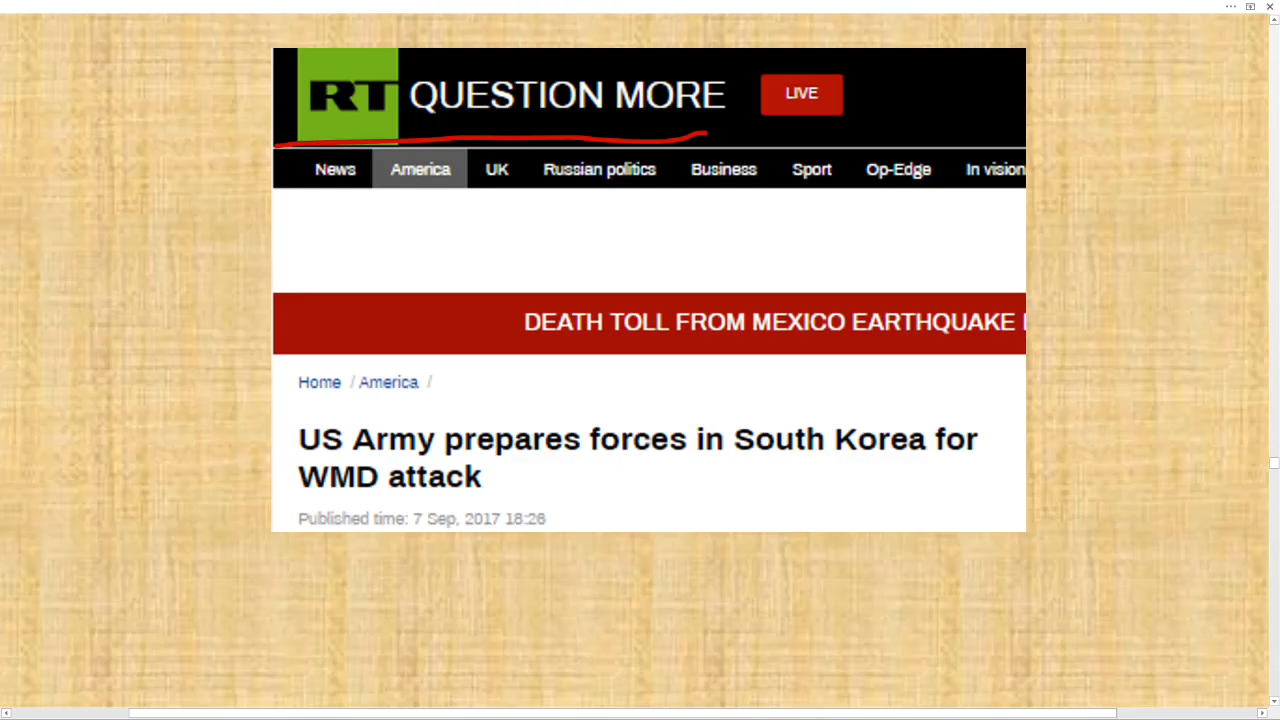 RT QUESTION MORE LIVE
News America UK Russian politics Business Sport Op-Edge In vision
DEATH TOLL FROM MEXICO EARTHQUAKE
Home / America /
US Army prepares forces in South Korea for
WMD attack
Published time: 7 Sep, 2017 18:26